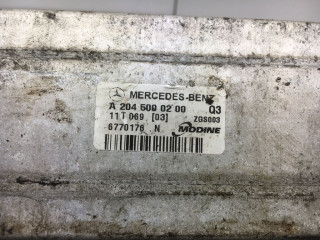 MERCEDES-BENZ
A 204 500 02 00 Q3
11T069 [03] ZGS003
6770176 N MODINE